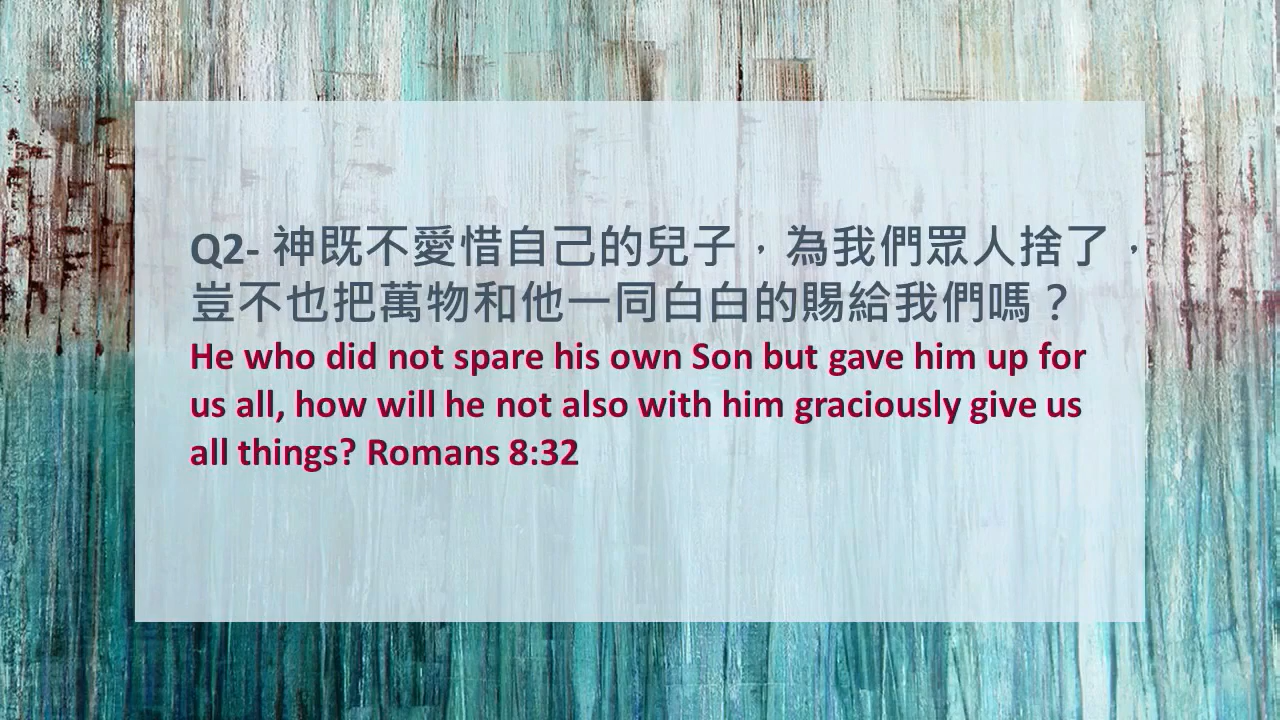 Q2- 神既不愛惜自己的兒子，為我們眾人捨了，
豈不也把萬物和他一同白白的賜給我們嗎？
He who did not spare his own Son but gave him up for
us all, how will he not also with him graciously give us
all things? Romans 8:32